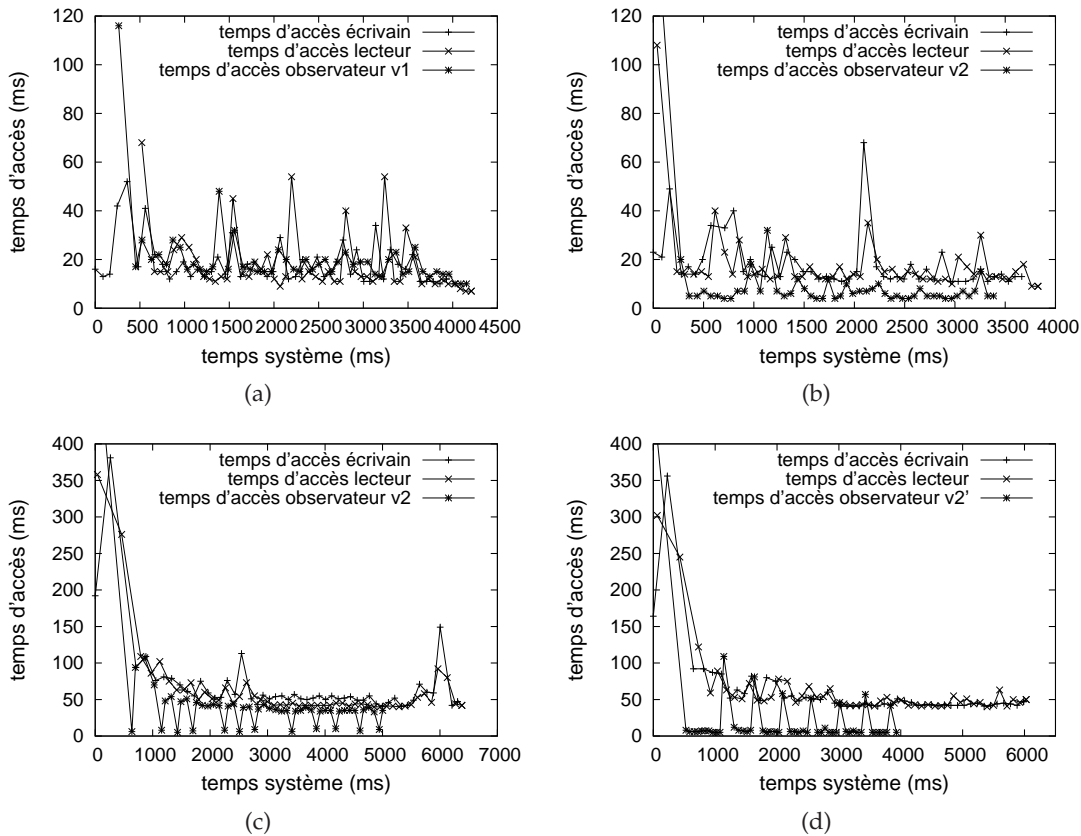 120
100
80
60
40
20
0
0 500 1000 1500 2000 2500 3000 3500 4000 4500
temps d'accès (ms)
temps système (ms)
temps d'accès écrivain
temps d'accès lecteur
temps d'accès observateur v1
(a)
120
100
80
60
40
20
0
0 500 1000 1500 2000 2500 3000 3500 4000
temps d'accès (ms)
temps système (ms)
temps d'accès écrivain
temps d'accès lecteur
temps d'accès observateur v2
(b)
400
350
300
250
200
150
100
50
0
0 1000 2000 3000 4000 5000 6000 7000
temps d'accès (ms)
temps système (ms)
temps d'accès écrivain
temps d'accès lecteur
temps d'accès observateur v2
(c)
400
350
300
250
200
150
100
50
0
0 1000 2000 3000 4000 5000 6000
temps d'accès (ms)
temps système (ms)
temps d'accès écrivain
temps d'accès lecteur
temps d'accès observateur v2'
(d)